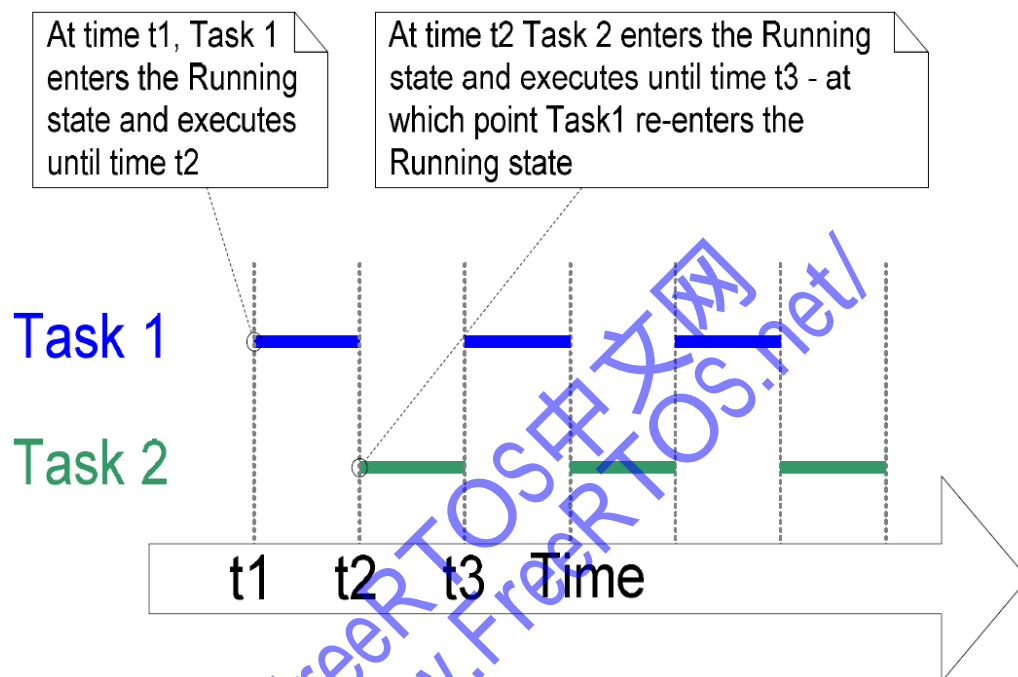 At time t1, Task 1
enters the Running
state and executes
until time t2
At time t2 Task 2 enters the Running
state and executes until time t3 - at
which point Task1 re-enters the
Running state
Task 1
Task 2
t1 t2 t3 Time
FreeRTOS中文网
www.FreeRTOS.net/